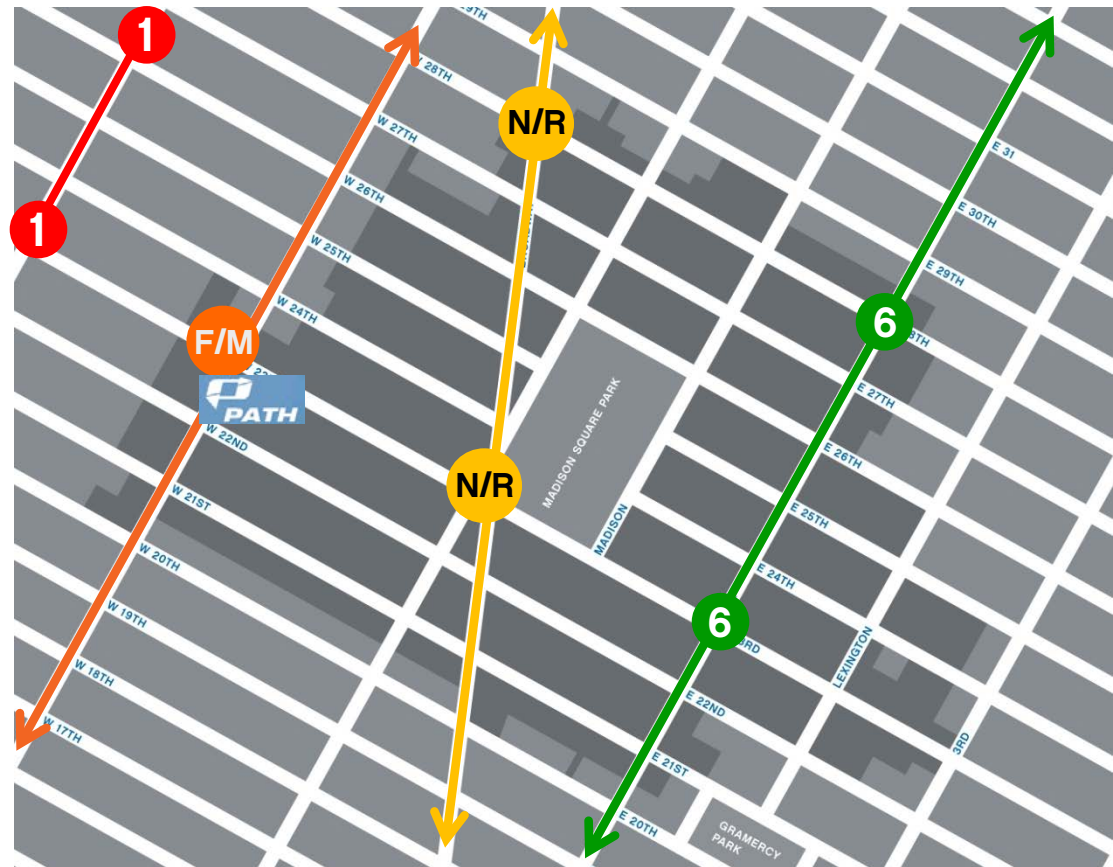 1
1
F/M
PATH
N/R
N/R
6
6
W 28TH
W 27TH
W 26TH
W 25TH
W 24TH
W 22ND
W 21ST
W 20TH
W 19TH
W 18TH
W 17TH
MADISON SQUARE PARK
MADISON
E 31
E 30TH
E 29TH
E 27TH
E 26TH
E 25TH
E 24TH
E 22ND
E 21ST
E 20TH
LEXINGTON
3RD
GRAMERCY
PARK